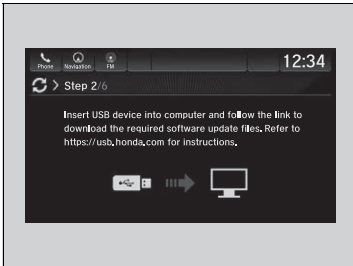 Phone Navigation FM 12:34
Step 2/6
Insert USB device into computer and follow the link to
download the required software update files. Refer to
https://usb.honda.com for instructions.